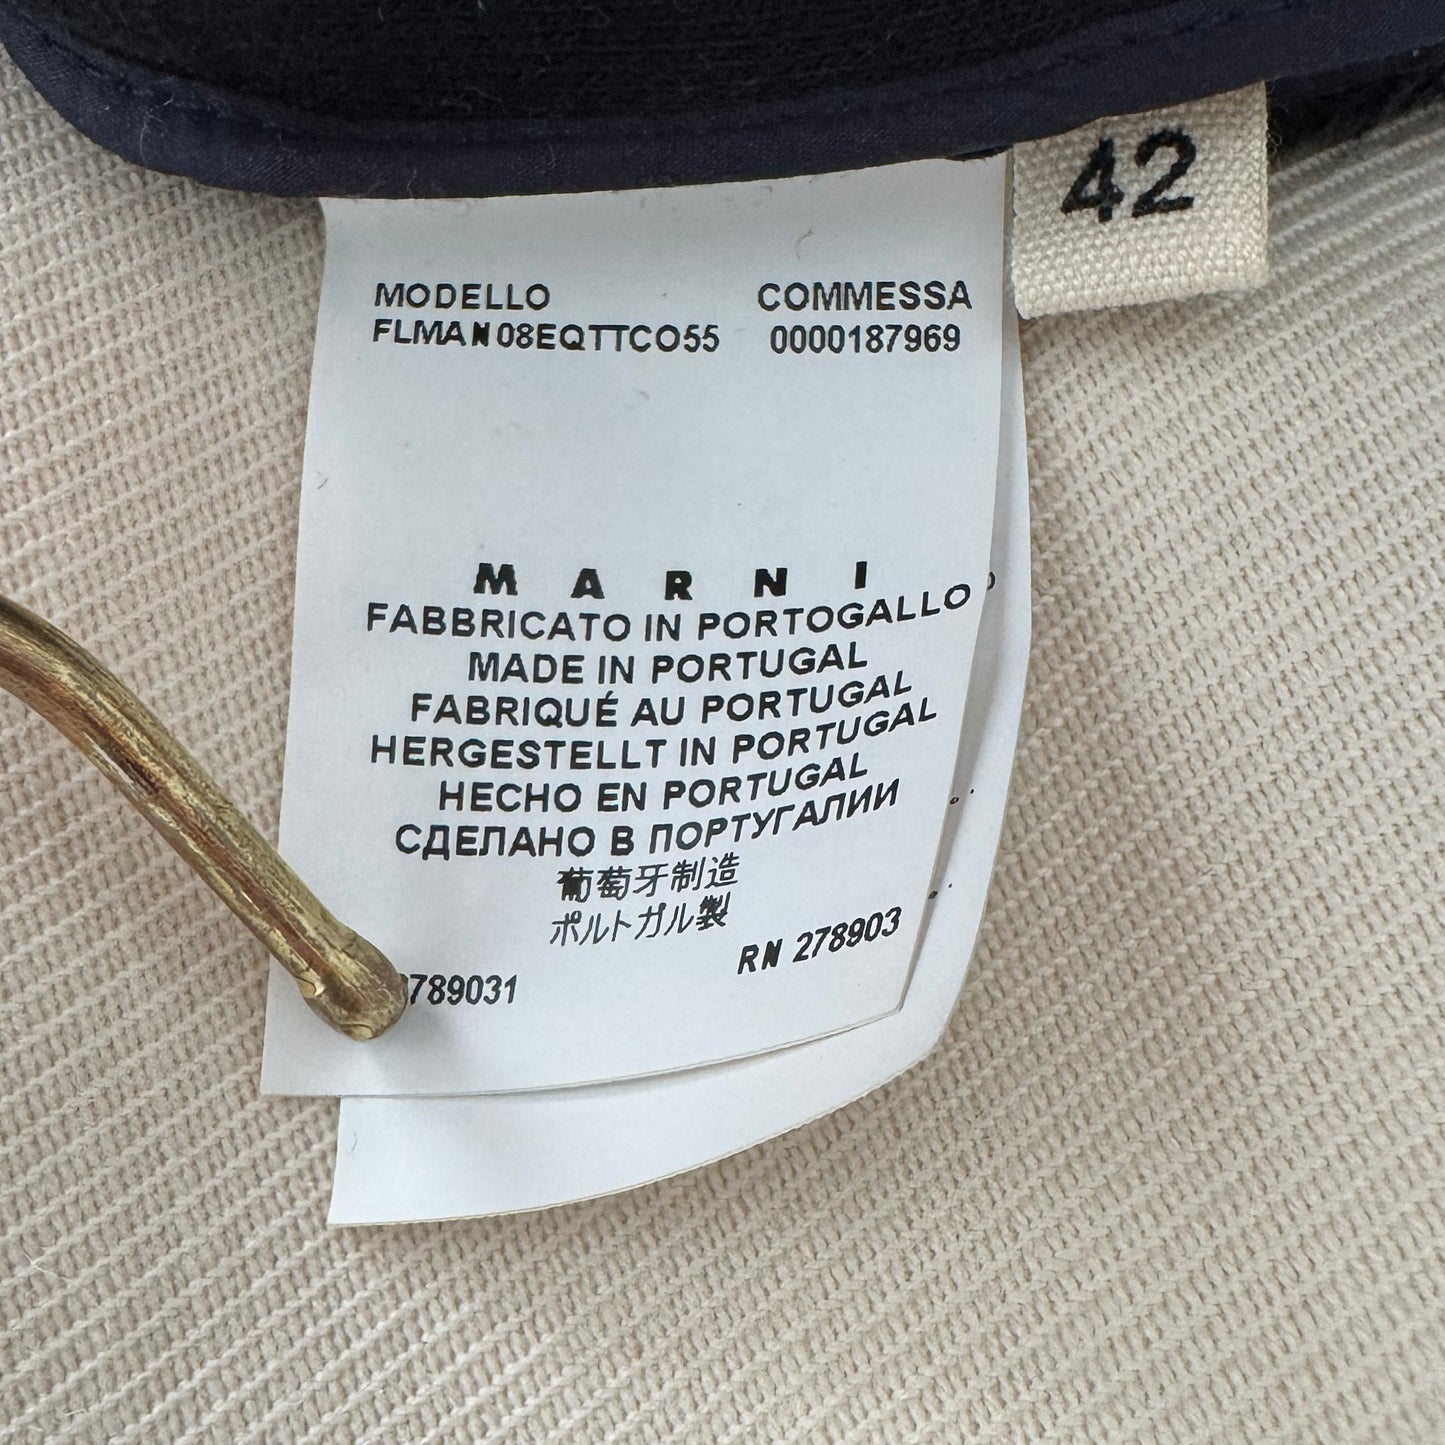 42
MODELLO COMMESSA
FLMAN08EQTTCO55 0000187969
MARNI
FABBRICATO IN PORTOGALLO
MADE IN PORTUGAL
FABRIQUÉ AU PORTUGAL
HERGESTELLT IN PORTUGAL
HECHO EN PORTUGAL
СДЕЛАНО В ПОРТУГАЛИИ
葡萄牙制造
ポルトガル製
RN 278903